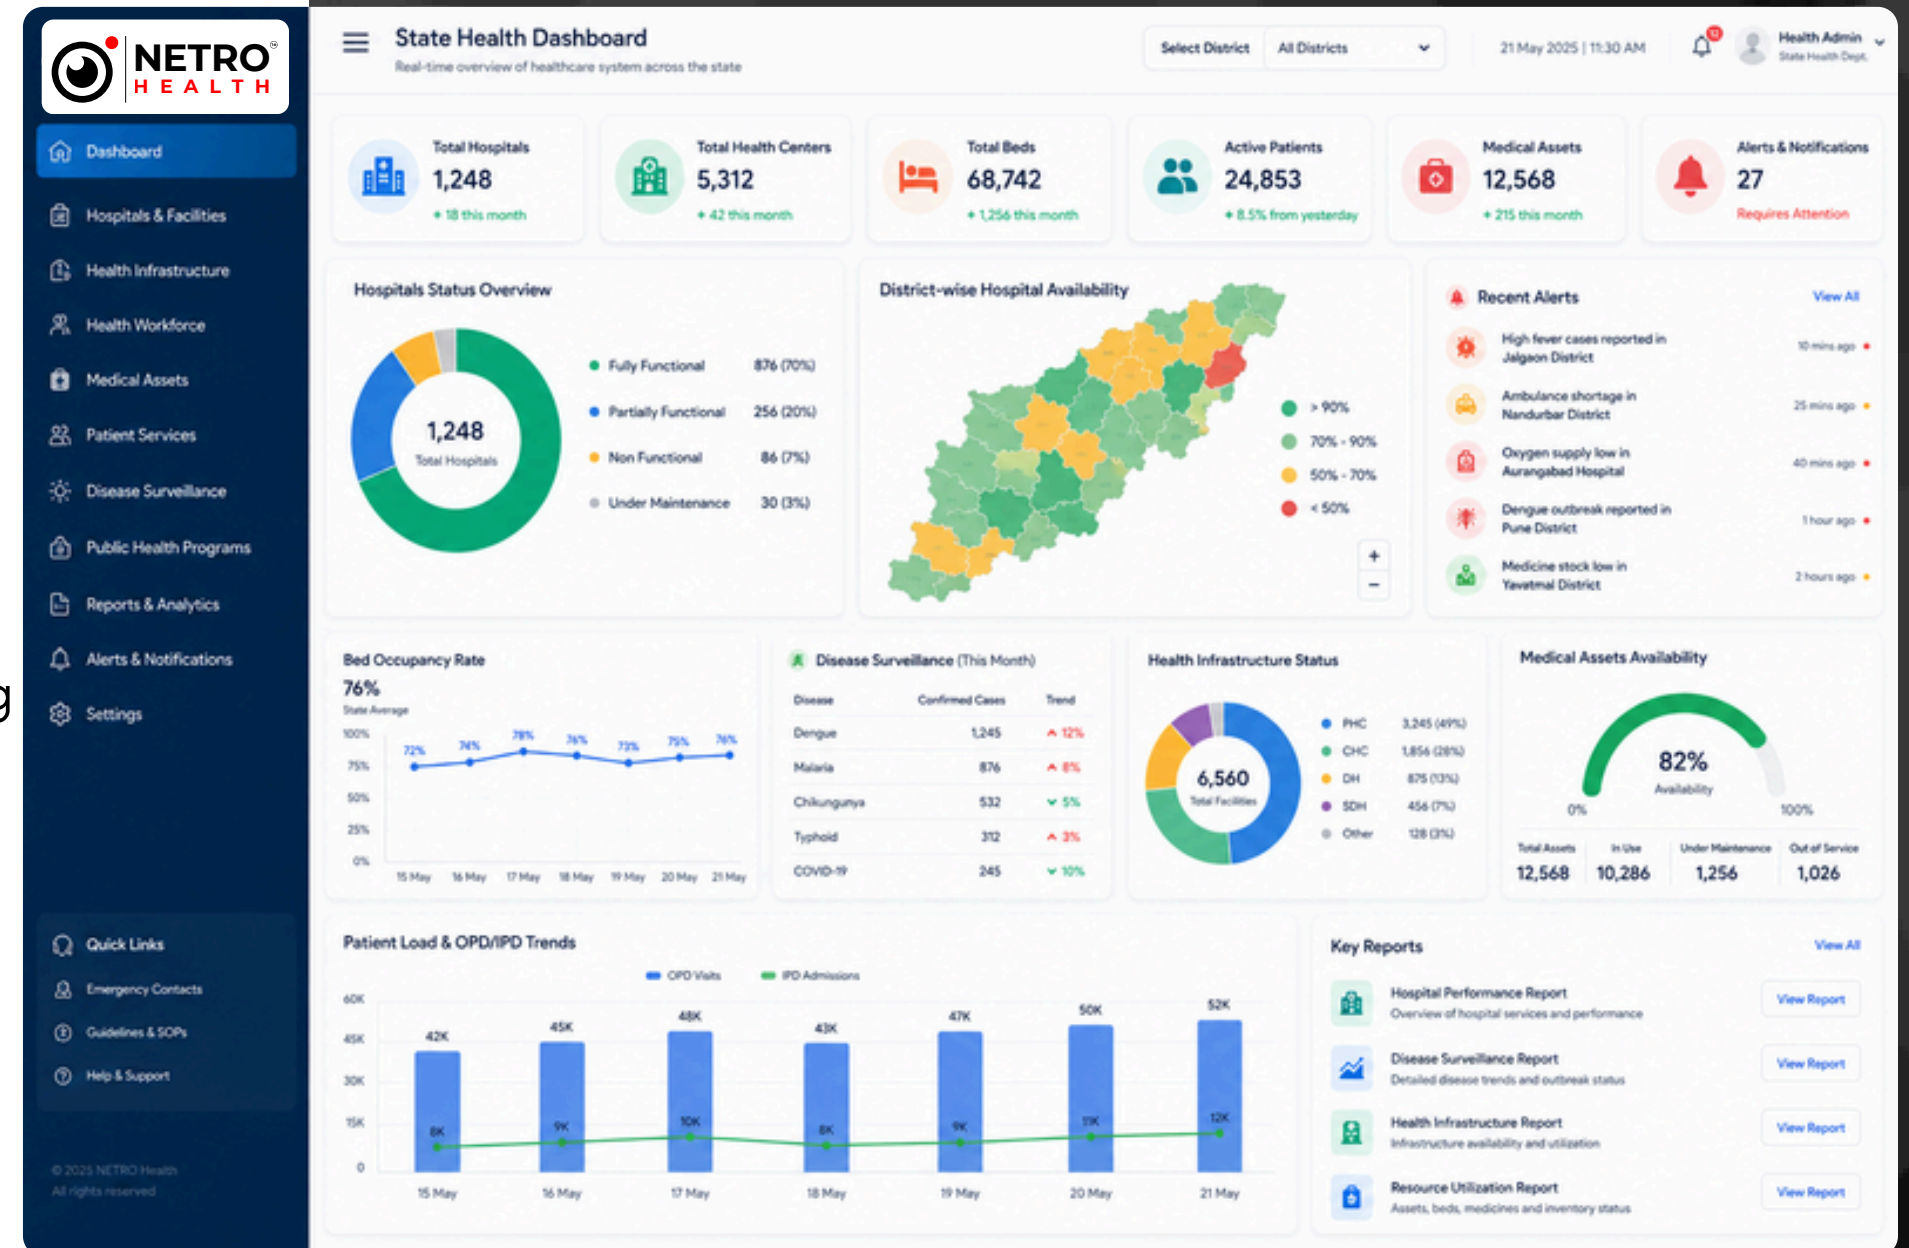 NETRO
HEALTH
Dashboard
Hospitals & Facilities
Health Infrastructure
Health Workforce
Medical Assets
Patient Services
Disease Surveillance
Public Health Programs
Reports & Analytics
Alerts & Notifications
Settings
Quick Links
Emergency Contacts
Guidelines & SOPs
Help & Support
© 2025 NETRO Health
All rights reserved
g
State Health Dashboard
Real-time overview of healthcare system across the state
Select District
All Districts
21 May 2025 | 11:30 AM
Health Admin
State Health Dept.
Total Hospitals
1,248
+ 18 this month
Total Health Centers
5,312
+ 42 this month
Total Beds
68,742
+ 1,256 this month
Active Patients
24,853
+ 8.5% from yesterday
Medical Assets
12,568
+ 215 this month
Alerts & Notifications
27
Requires Attention
Hospitals Status Overview
1,248
Total Hospitals
Fully Functional 876 (70%)
Partially Functional 256 (20%)
Non Functional 86 (7%)
Under Maintenance 30 (3%)
District-wise Hospital Availability
> 90%
70% - 90%
50% - 70%
< 50%
+
−
Recent Alerts
View All
High fever cases reported in
Jalgaon District
10 mins ago
Ambulance shortage in
Nandurbar District
25 mins ago
Oxygen supply low in
Aurangabad Hospital
40 mins ago
Dengue outbreak reported in
Pune District
1 hour ago
Medicine stock low in
Yavatmal District
2 hours ago
Bed Occupancy Rate
76%
State Average
100%
75%
50%
25%
0%
72% 74% 78% 76% 73% 75% 76%
15 May 16 May 17 May 18 May 19 May 20 May 21 May
Disease Surveillance (This Month)
Disease Confirmed Cases Trend
Dengue 1,245 12%
Malaria 876 8%
Chikungunya 532 5%
Typhoid 312 3%
COVID-19 245 10%
Health Infrastructure Status
6,560
Total Facilities
PHC 3,245 (49%)
CHC 1,856 (28%)
DH 875 (13%)
SDH 456 (7%)
Other 128 (3%)
Medical Assets Availability
82%
Availability
0% 100%
Total Assets In Use Under Maintenance Out of Service
12,568 10,286 1,256 1,026
Patient Load & OPD/IPD Trends
OPD Visits IPD Admissions
60K
45K
30K
15K
0
42K 45K 48K 43K 47K 50K 52K
8K 9K 10K 8K 9K 11K 12K
15 May 16 May 17 May 18 May 19 May 20 May 21 May
Key Reports
View All
Hospital Performance Report
Overview of hospital services and performance
View Report
Disease Surveillance Report
Detailed disease trends and outbreak status
View Report
Health Infrastructure Report
Infrastructure availability and utilization
View Report
Resource Utilization Report
Assets, beds, medicines and inventory status
View Report